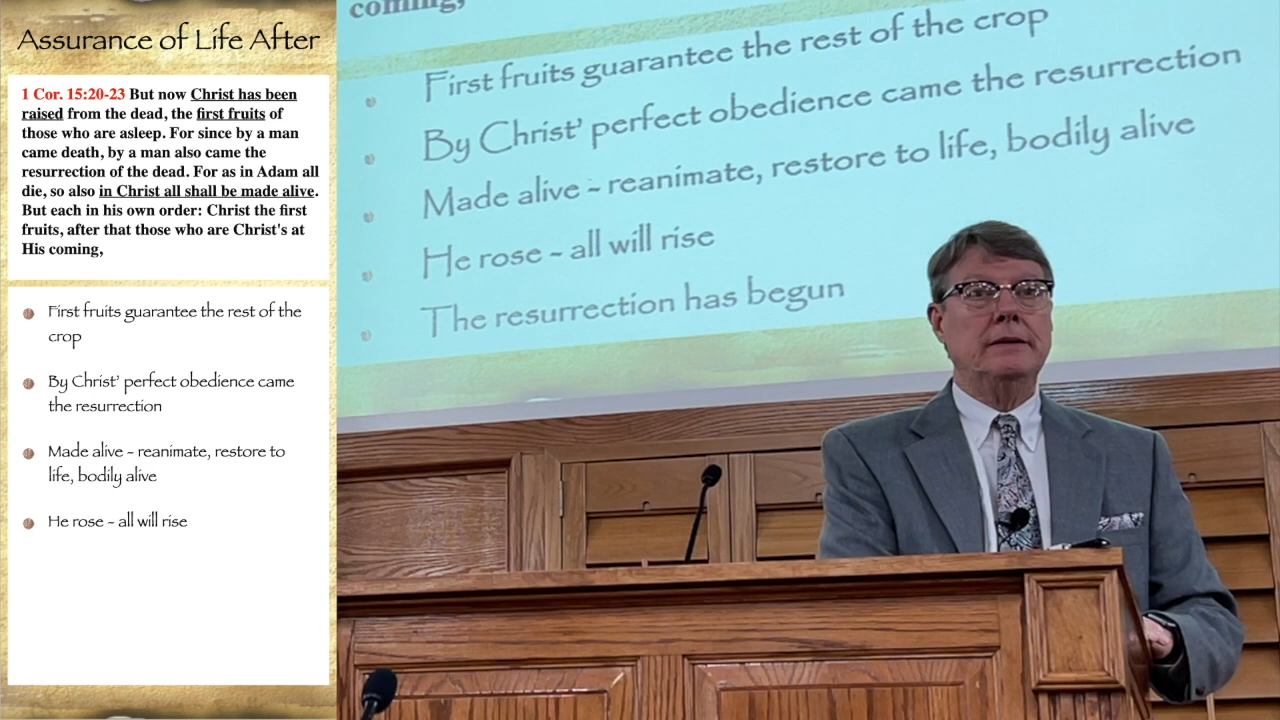 Assurance of Life After
1 Cor. 15:20-23 But now Christ has been
raised from the dead, the first fruits of
those who are asleep. For since by a man
came death, by a man also came the
resurrection of the dead. For as in Adam all
die, so also in Christ all shall be made alive.
But each in his own order: Christ the first
fruits, after that those who are Christ's at
His coming,
First fruits guarantee the rest of the
crop
By Christ’ perfect obedience came
the resurrection
Made alive - reanimate, restore to
life, bodily alive
He rose - all will rise
coming,
First fruits guarantee the rest of the crop
By Christ’ perfect obedience came the resurrection
Made alive - reanimate, restore to life, bodily alive
He rose - all will rise
The resurrection has begun